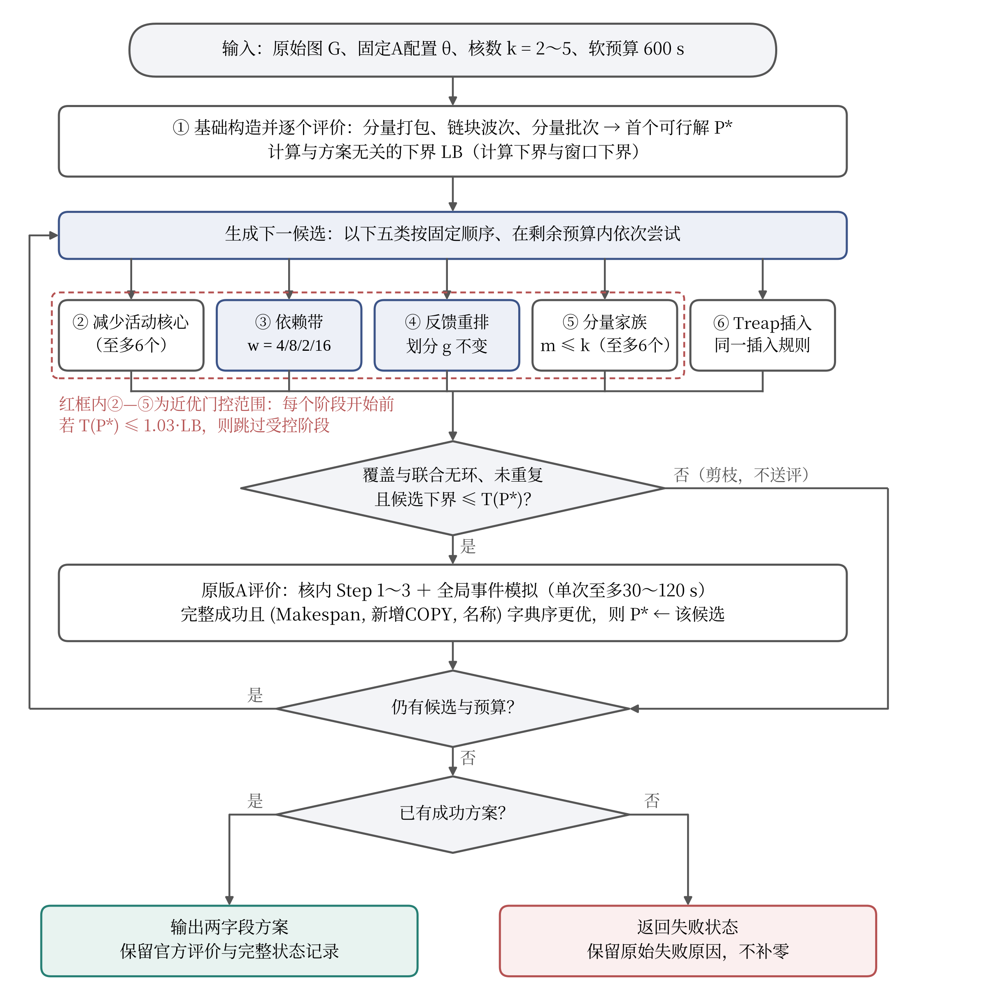 输入：原始图 G、固定A配置 θ、核数 k = 2～5、软预算 600 s
① 基础构造并逐个评价：分量打包、链块波次、分量批次 → 首个可行解 P*
计算与方案无关的下界 LB（计算下界与窗口下界）
生成下一候选：以下五类按固定顺序、在剩余预算内依次尝试
② 减少活动核心
（至多6个）
③ 依赖带
w = 4/8/2/16
④ 反馈重排
划分 g 不变
⑤ 分量家族
m ⩽ k（至多6个）
⑥ Treap插入
同一插入规则
红框内②—⑤为近优门控范围：每个阶段开始前
若 T(P*) ⩽ 1.03·LB，则跳过受控阶段
覆盖与联合无环、未重复
且候选下界 ⩽ T(P*)？
否（剪枝，不送评）
是
原版A评价：核内 Step 1～3 ＋ 全局事件模拟（单次至多30～120 s）
完整成功且 (Makespan, 新增COPY, 名称) 字典序更优，则 P* ← 该候选
是
仍有候选与预算？
否
是
已有成功方案？
否
输出两字段方案
保留官方评价与完整状态记录
返回失败状态
保留原始失败原因，不补零